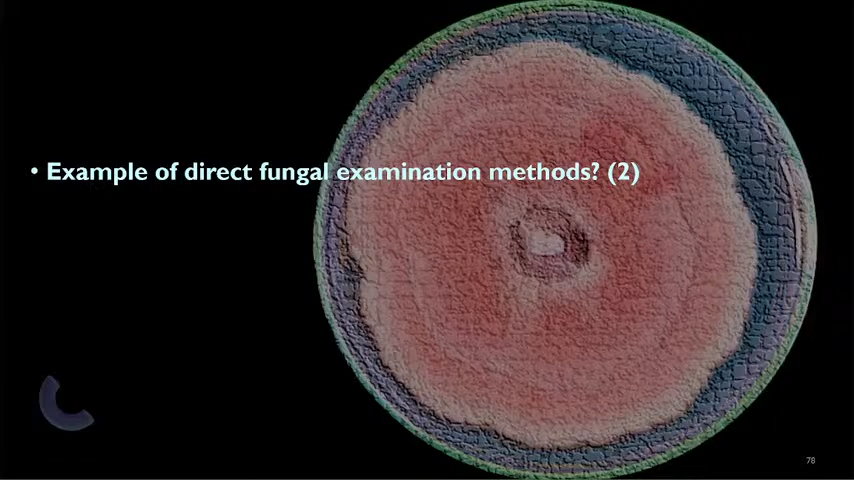 • Example of direct fungal examination methods? (2)
78